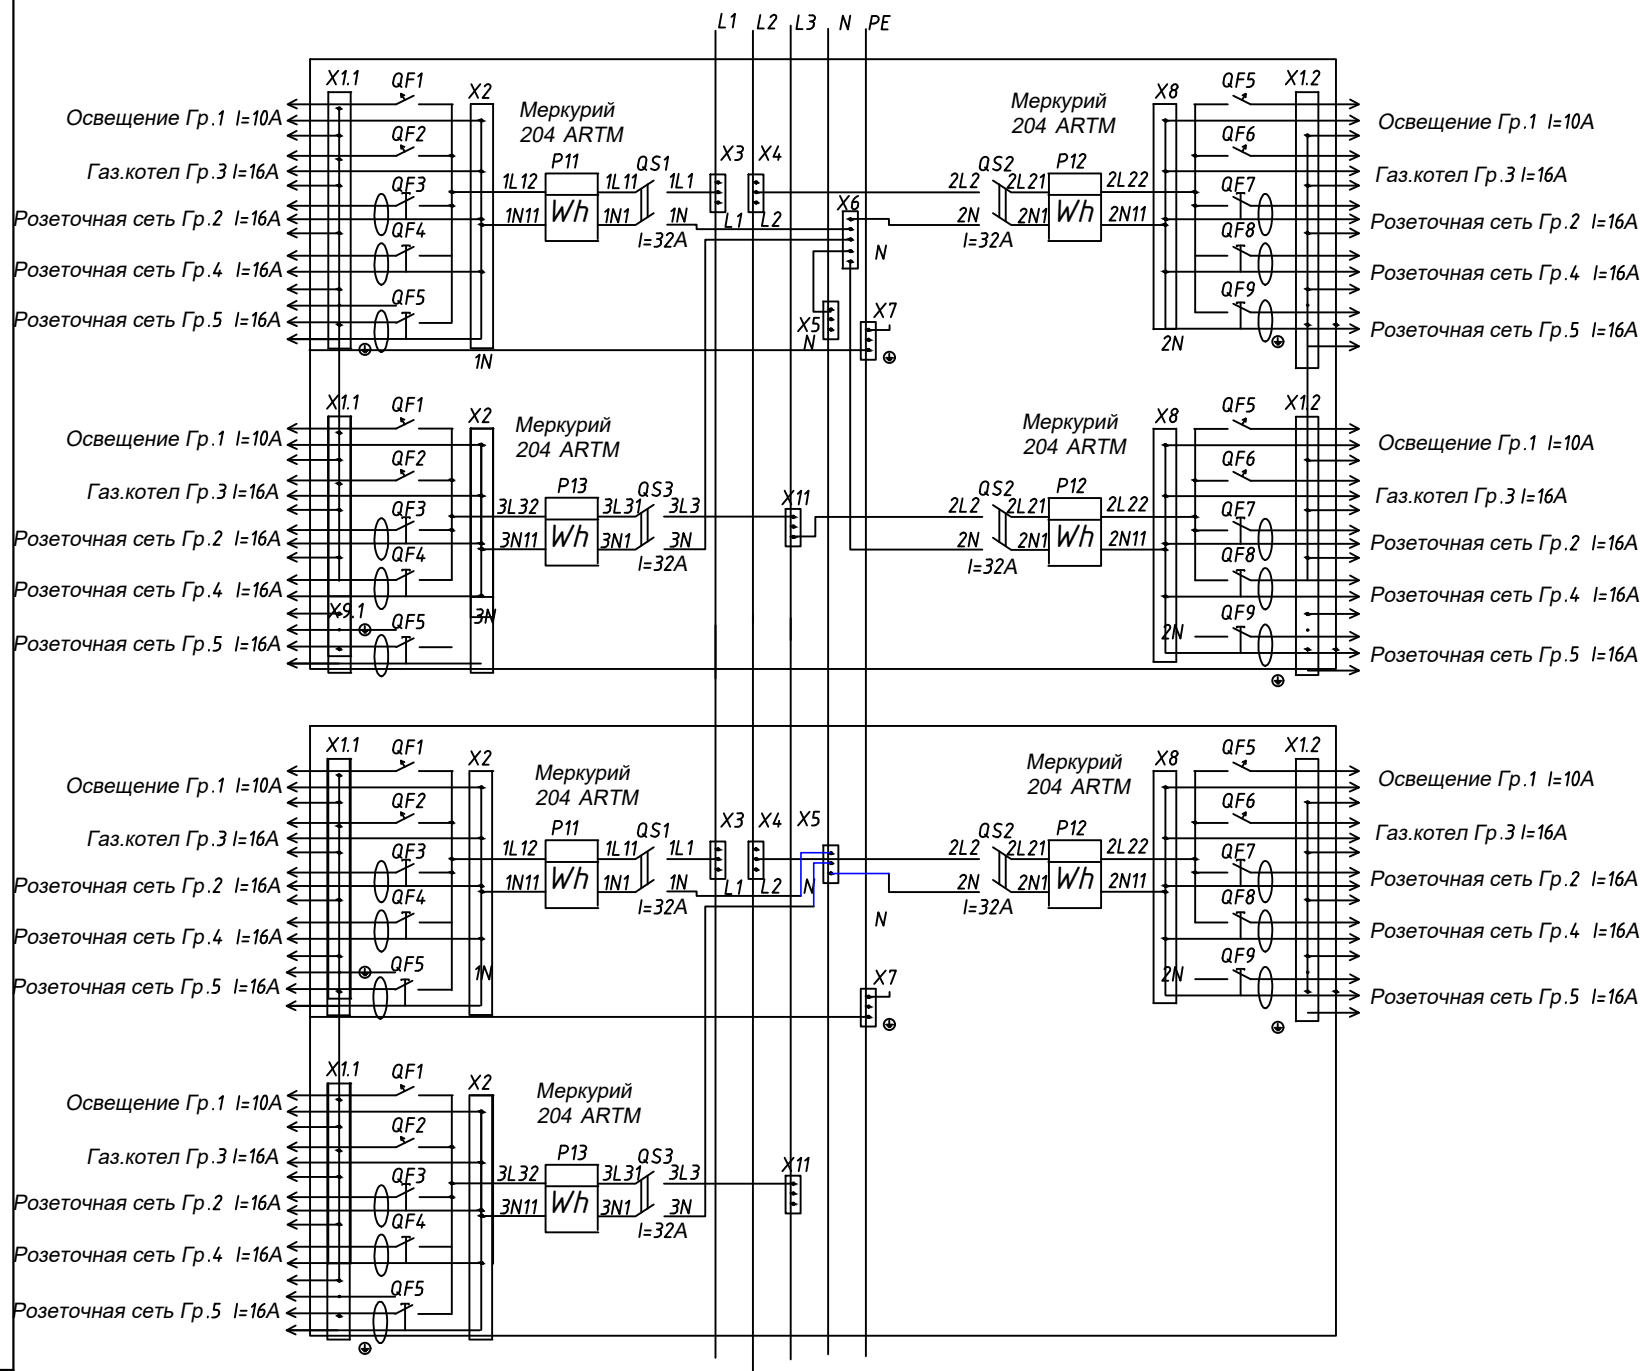 L1 L2 L3 N PE
X1.1 QF1 X2 Меркурий 204 ARTM
Освещение Гр.1 I=10A
QF2
Газ.котел Гр.3 I=16A
QF3
Розеточная сеть Гр.2 I=16A
QF4
Розеточная сеть Гр.4 I=16A
QF5
Розеточная сеть Гр.5 I=16A
1N
1L12 P11 1L11 QS1 1L1 X3 X4
1N11 Wh 1N1 1N L1 L2
I=32A
X6
N
X5
N
X7
Меркурий 204 ARTM
X8 QF5 X1.2
2L2 QS2 2L21 P12 2L22
2N 2N1 Wh 2N11
I=32A
Освещение Гр.1 I=10A
QF6
Газ.котел Гр.3 I=16A
QF7
Розеточная сеть Гр.2 I=16A
QF8
Розеточная сеть Гр.4 I=16A
QF9
Розеточная сеть Гр.5 I=16A
2N
X1.1 QF1 X2 Меркурий 204 ARTM
Освещение Гр.1 I=10A
QF2
Газ.котел Гр.3 I=16A
QF3
Розеточная сеть Гр.2 I=16A
QF4
Розеточная сеть Гр.4 I=16A
X9.1 QF5
Розеточная сеть Гр.5 I=16A
3N
3L32 P13 3L31 QS3 3L3 X11
3N11 Wh 3N1 3N
I=32A
Меркурий 204 ARTM
X8 QF5 X1.2
2L2 QS2 2L21 P12 2L22
2N 2N1 Wh 2N11
I=32A
Освещение Гр.1 I=10A
QF6
Газ.котел Гр.3 I=16A
QF7
Розеточная сеть Гр.2 I=16A
QF8
Розеточная сеть Гр.4 I=16A
2N QF9
Розеточная сеть Гр.5 I=16A
X1.1 QF1 X2 Меркурий 204 ARTM
Освещение Гр.1 I=10A
QF2
Газ.котел Гр.3 I=16A
QF3
Розеточная сеть Гр.2 I=16A
QF4
Розеточная сеть Гр.4 I=16A
QF5
Розеточная сеть Гр.5 I=16A
1N
1L12 P11 1L11 QS1 1L1 X3 X4 X5
1N11 Wh 1N1 1N L1 L2 N
I=32A
N
X7
Меркурий 204 ARTM
X8 QF5 X1.2
2L2 QS2 2L21 P12 2L22
2N 2N1 Wh 2N11
I=32A
Освещение Гр.1 I=10A
QF6
Газ.котел Гр.3 I=16A
QF7
Розеточная сеть Гр.2 I=16A
QF8
Розеточная сеть Гр.4 I=16A
2N QF9
Розеточная сеть Гр.5 I=16A
X1.1 QF1 X2 Меркурий 204 ARTM
Освещение Гр.1 I=10A
QF2
Газ.котел Гр.3 I=16A
QF3
Розеточная сеть Гр.2 I=16A
QF4
Розеточная сеть Гр.4 I=16A
QF5
Розеточная сеть Гр.5 I=16A
3L32 P13 3L31 QS3 3L3 X11
3N11 Wh 3N1 3N
I=32A